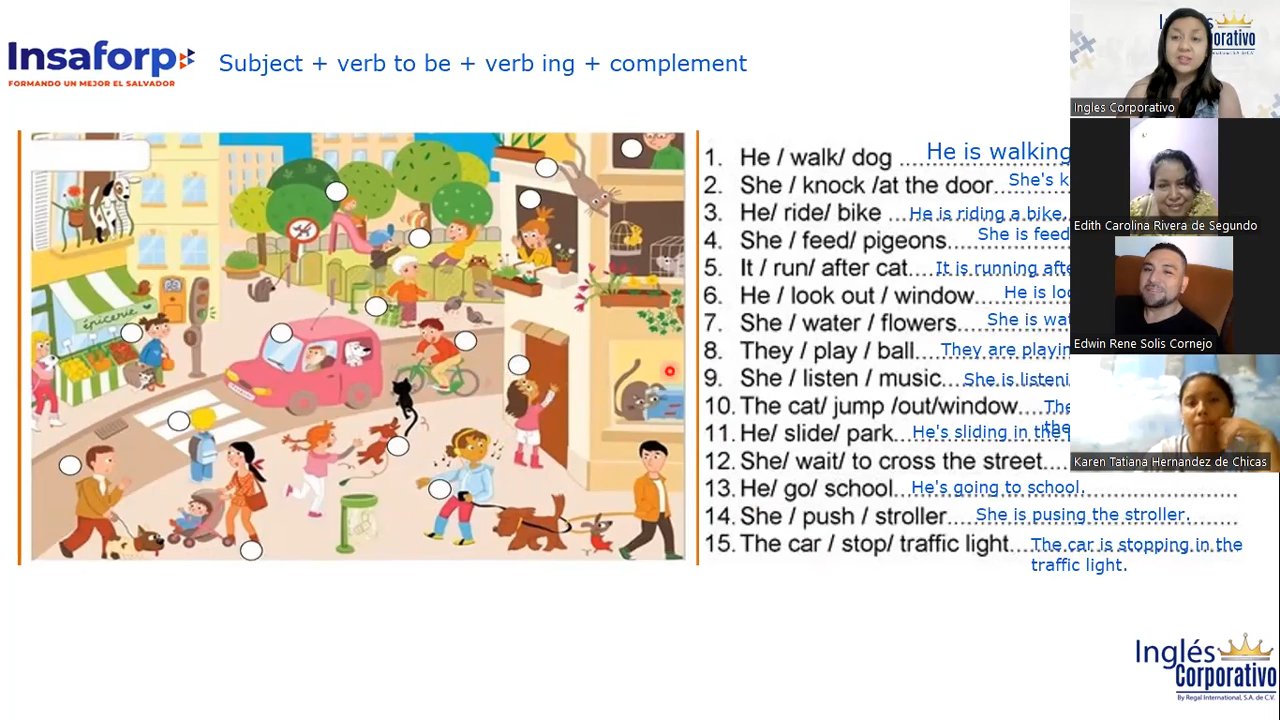 Insaforp
FORMANDO UN MEJOR EL SALVADOR
Subject + verb to be + verb ing + complement
épicerie
1. He / walk/ dog .................... He is walking
2. She / knock /at the door.... She's k
3. He/ ride/ bike ... He is riding a bike.
4. She / feed/ pigeons..... She is feed
5. It / run/ after cat.... It is running afte
6. He / look out / window... He is loo
7. She / water / flowers.... She is wat
8. They / play / ball.... They are playin
9. She / listen / music.... She is listeni
10. The cat/ jump /out/window.... The
the
11. He/ slide/ park... He's sliding in the
12. She/ wait/ to cross the street....
13. He/ go/ school... He's going to school.
14. She / push / stroller.... She is pusing the stroller.
15. The car / stop/ traffic light.... The car is stopping in the
traffic light.
Ingles Corporativo
Edith Carolina Rivera de Segundo
Edwin Rene Solis Cornejo
Karen Tatiana Hernandez de Chicas
Inglés
Corporativo
By Regal International, S.A. de C.V.